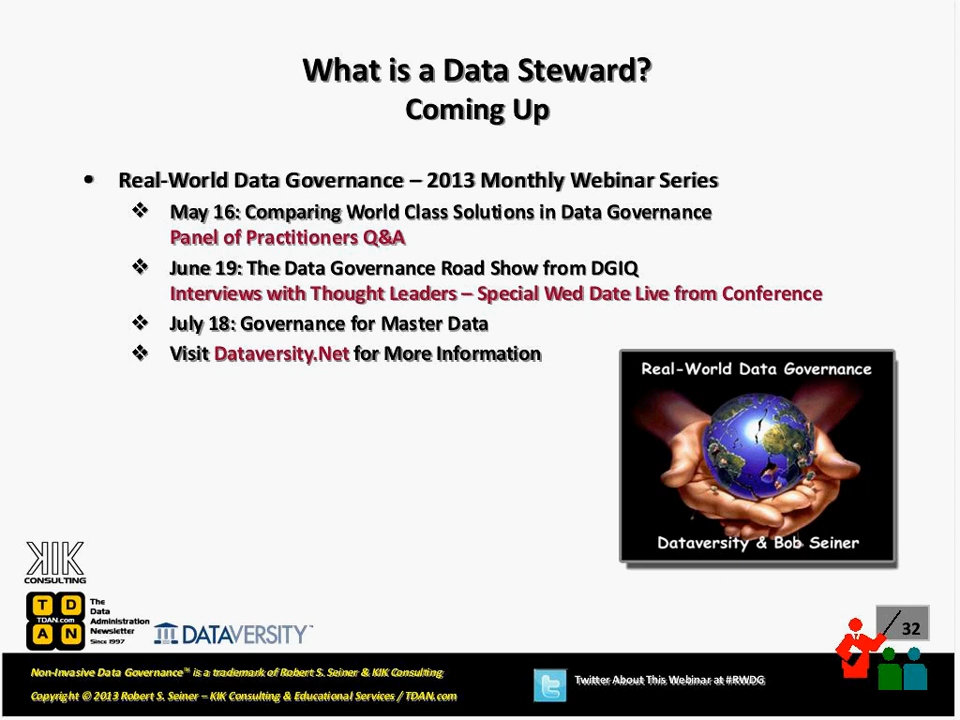 What is a Data Steward?
Coming Up
• Real-World Data Governance – 2013 Monthly Webinar Series
❖ May 16: Comparing World Class Solutions in Data Governance
Panel of Practitioners Q&A
❖ June 19: The Data Governance Road Show from DGIQ
Interviews with Thought Leaders – Special Wed Date Live from Conference
❖ July 18: Governance for Master Data
❖ Visit Dataversity.Net for More Information
Real-World Data Governance
Dataversity & Bob Seiner
KIK
CONSULTING
T D
TDAN.com
A N
The
Data
Administration
Newsletter
Since 1997
DATAVERSITY™
32
Non-Invasive Data Governance™ is a trademark of Robert S. Seiner & KIK Consulting
Copyright © 2013 Robert S. Seiner – KIK Consulting & Educational Services / TDAN.com
Twitter About This Webinar at #RWDG